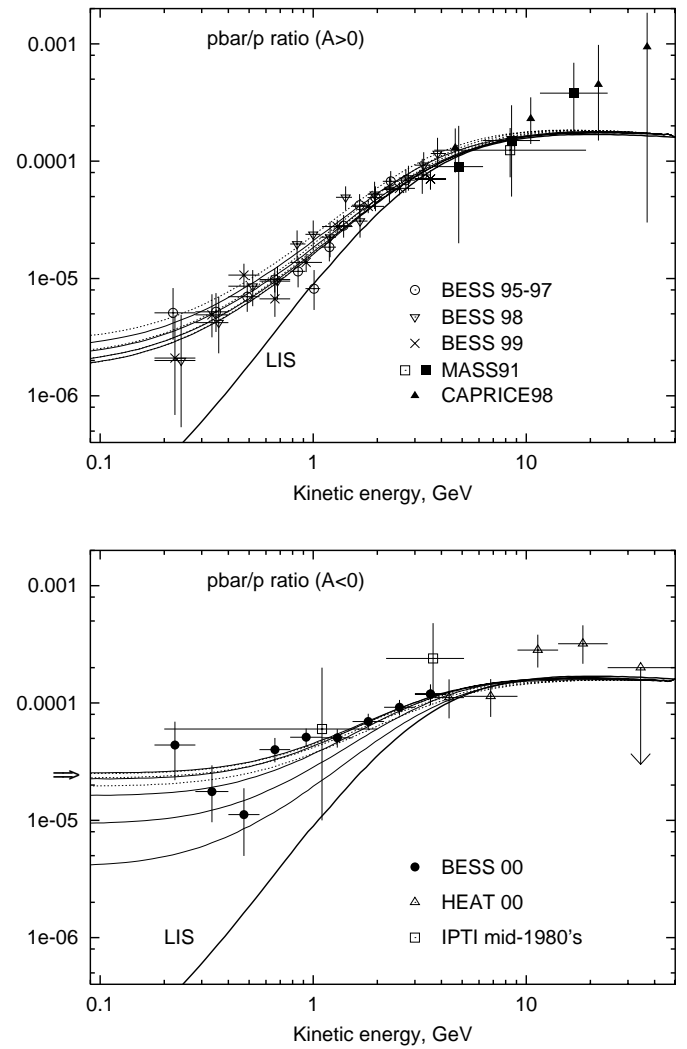 pbar/p ratio (A>0)
0.001
0.0001
1e-05
1e-06
BESS 95-97
BESS 98
BESS 99
MASS91
CAPRICE98
LIS
0.1 1 10
Kinetic energy, GeV
pbar/p ratio (A<0)
0.001
0.0001
1e-05
1e-06
BESS 00
HEAT 00
IPTI mid-1980's
LIS
0.1 1 10
Kinetic energy, GeV